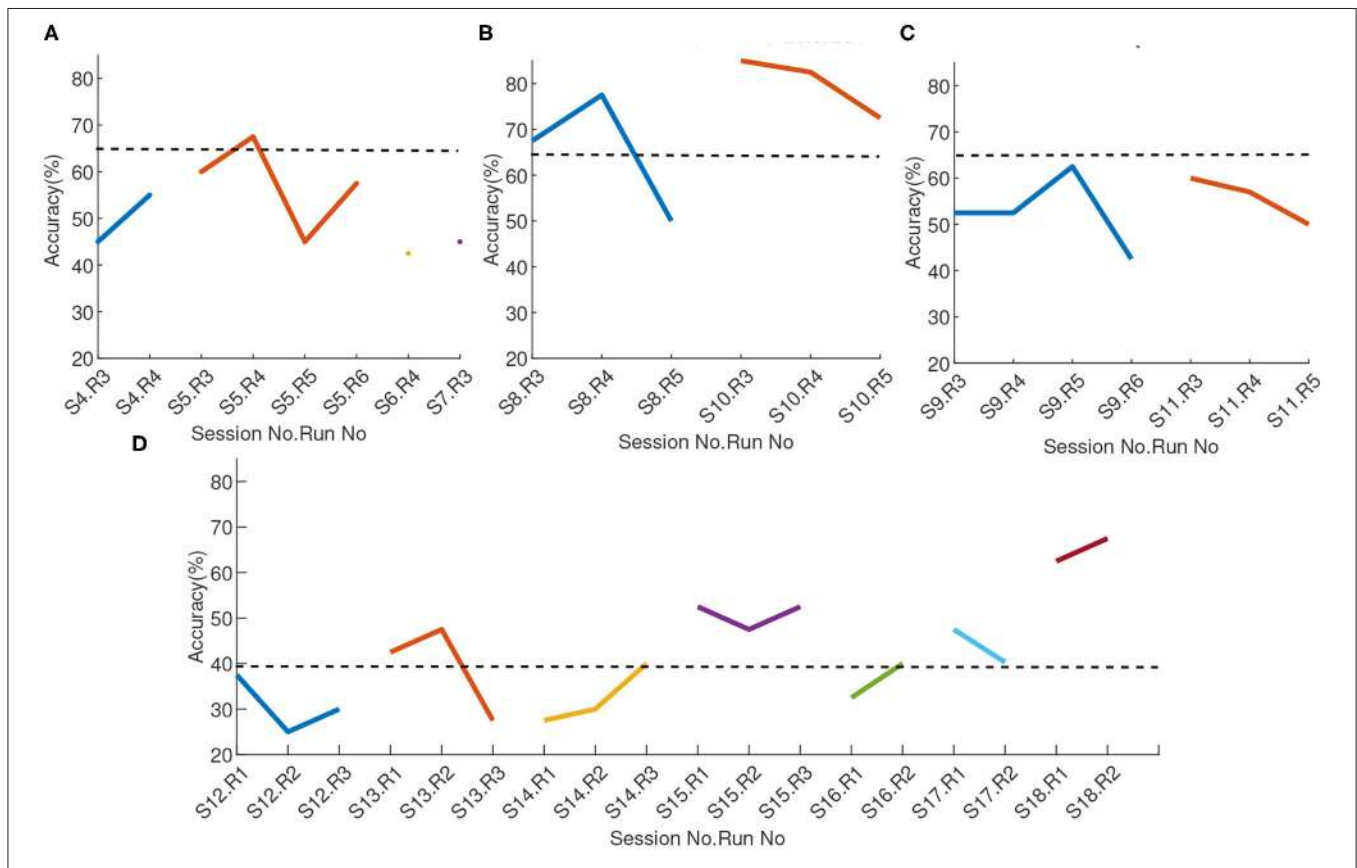 A
Accuracy(%)
80
70
60
50
40
30
20
S4.R3
S4.R4
S5.R3
S5.R4
S5.R5
S5.R6
S6.R4
S7.R3
Session No.Run No
B
Accuracy(%)
80
70
60
50
40
30
20
S8.R3
S8.R4
S8.R5
S10.R3
S10.R4
S10.R5
Session No.Run No
C
Accuracy(%)
80
70
60
50
40
30
20
S9.R3
S9.R4
S9.R5
S9.R6
S11.R3
S11.R4
S11.R5
Session No.Run No
D
Accuracy(%)
80
70
60
50
40
30
20
S12.R1
S12.R2
S12.R3
S13.R1
S13.R2
S13.R3
S14.R1
S14.R2
S14.R3
S15.R1
S15.R2
S15.R3
S16.R1
S16.R2
S17.R1
S17.R2
S18.R1
S18.R2
Session No.Run No